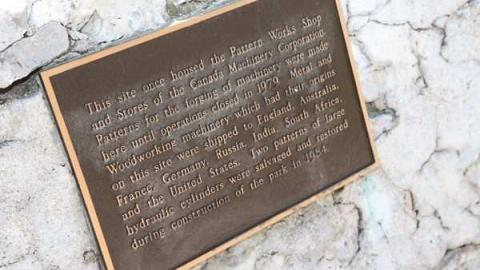 This site once housed the Pattern Works Shop
and Stores of the Canada Machinery Corporation.
Patterns for the forging of machinery were made
here until operations closed in 1978. Metal and
Woodworking machinery which had their origins
on this site were shipped to England, Australia,
France, Germany, Russia, India, South Africa,
and the United States. Two patterns of large
hydraulic cylinders were salvaged and restored
during construction of the park in 1984.